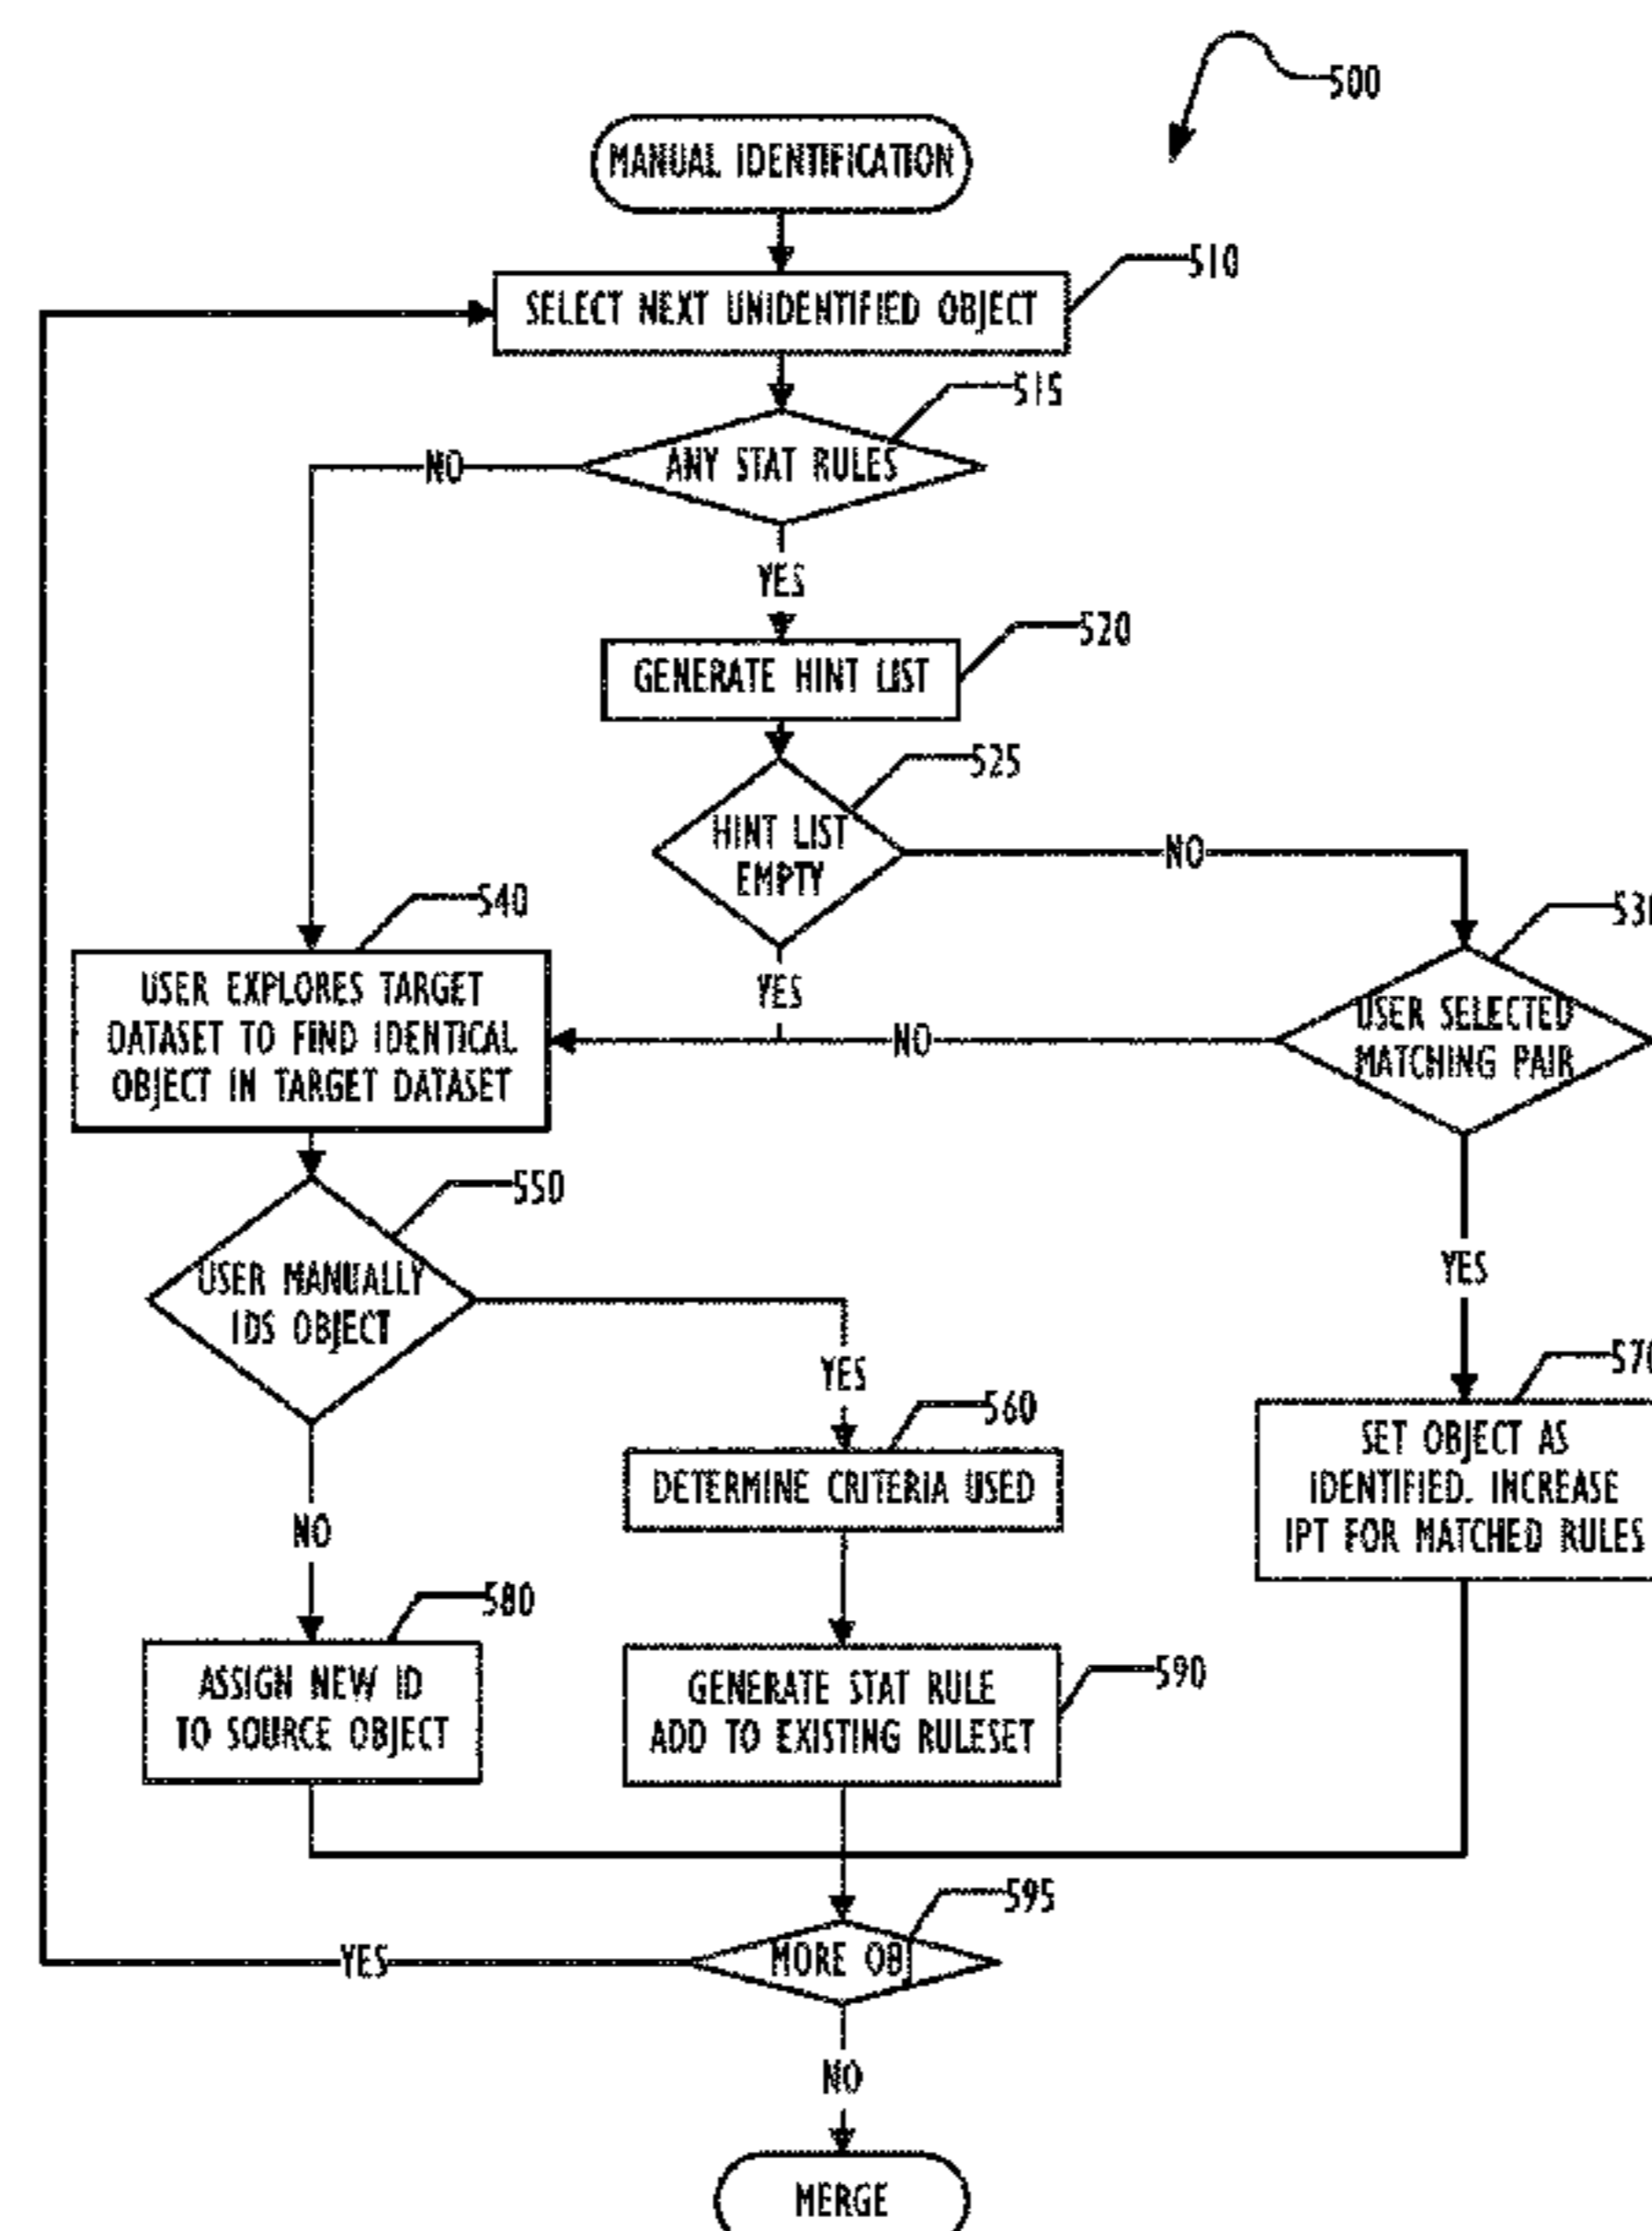 500
MANUAL IDENTIFICATION
510
SELECT NEXT UNIDENTIFIED OBJECT
515
ANY STAT RULES
NO
YES
520
GENERATE HINT LIST
525
HINT LIST
EMPTY
NO
530
540
USER EXPLORES TARGET
DATASET TO FIND IDENTICAL
OBJECT IN TARGET DATASET
YES
NO
USER SELECTED
MATCHING PAIR
550
USER MANUALLY
IDS OBJECT
YES
YES
570
560
DETERMINE CRITERIA USED
SET OBJECT AS
IDENTIFIED. INCREASE
IPT FOR MATCHED RULES
NO
580
ASSIGN NEW ID
TO SOURCE OBJECT
590
GENERATE STAT RULE
ADD TO EXISTING RULESET
595
MORE OBJ
YES
NO
MERGE